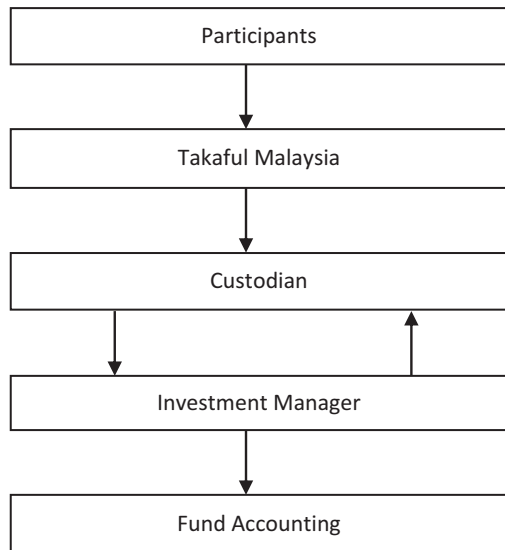 Participants
Takaful Malaysia
Custodian
Investment Manager
Fund Accounting